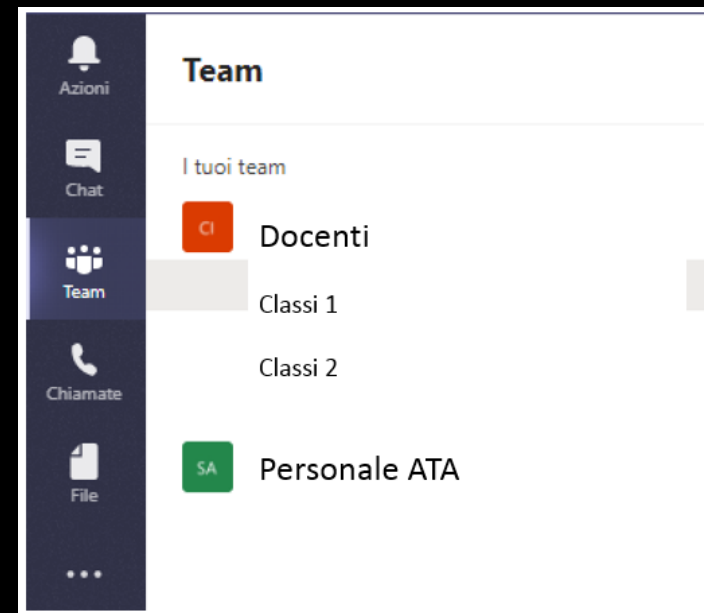 Azioni
Chat
Team
Chiamate
File
Team
I tuoi team
CI
Docenti
Classi 1
Classi 2
SA
Personale ATA